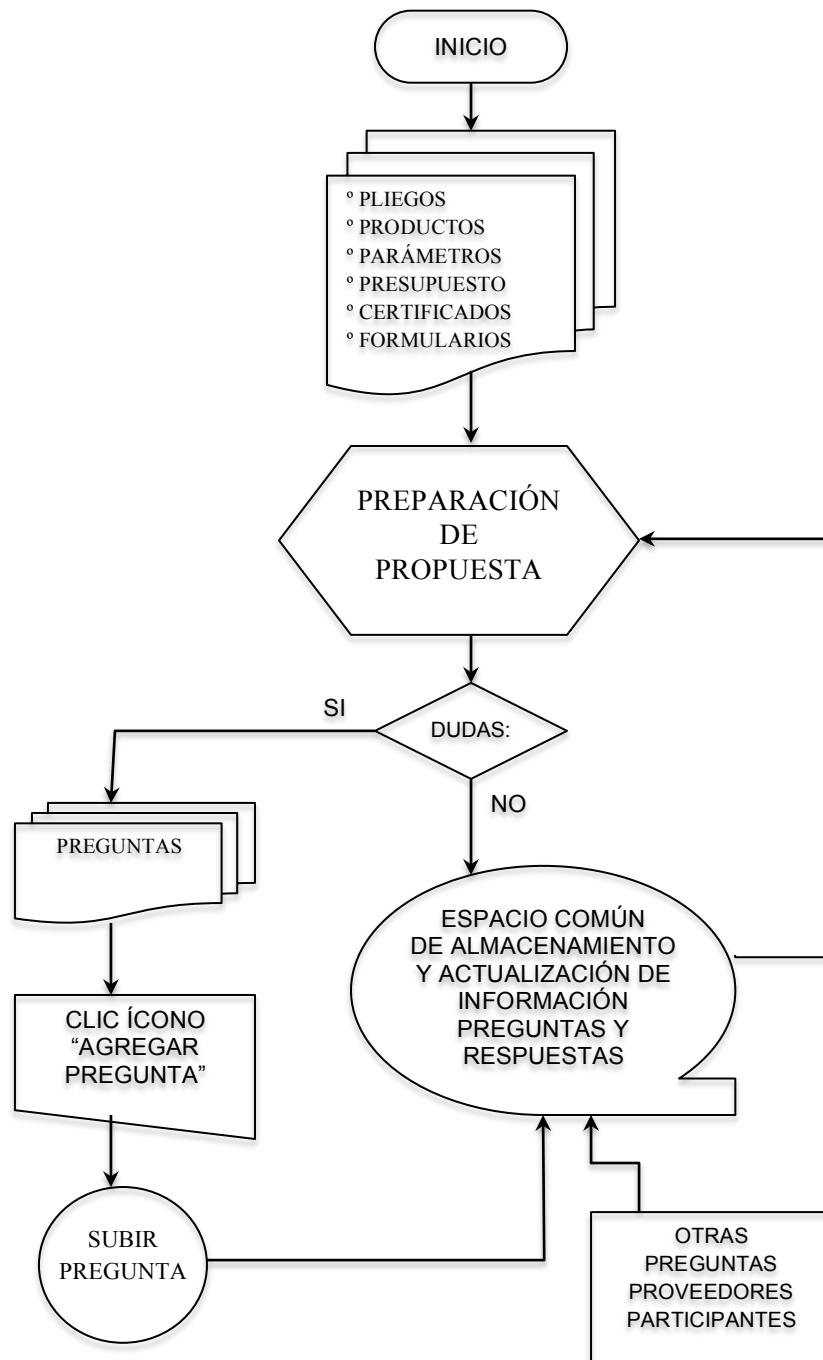 INICIO
º PLIEGOS
º PRODUCTOS
º PARÁMETROS
º PRESUPUESTO
º CERTIFICADOS
º FORMULARIOS
PREPARACIÓN
DE
PROPUESTA
SI
DUDAS:
NO
PREGUNTAS
ESPACIO COMÚN
DE ALMACENAMIENTO
Y ACTUALIZACIÓN DE
INFORMACIÓN
PREGUNTAS Y
RESPUESTAS
CLIC ÍCONO
“AGREGAR
PREGUNTA”
SUBIR
PREGUNTA
OTRAS
PREGUNTAS
PROVEEDORES
PARTICIPANTES